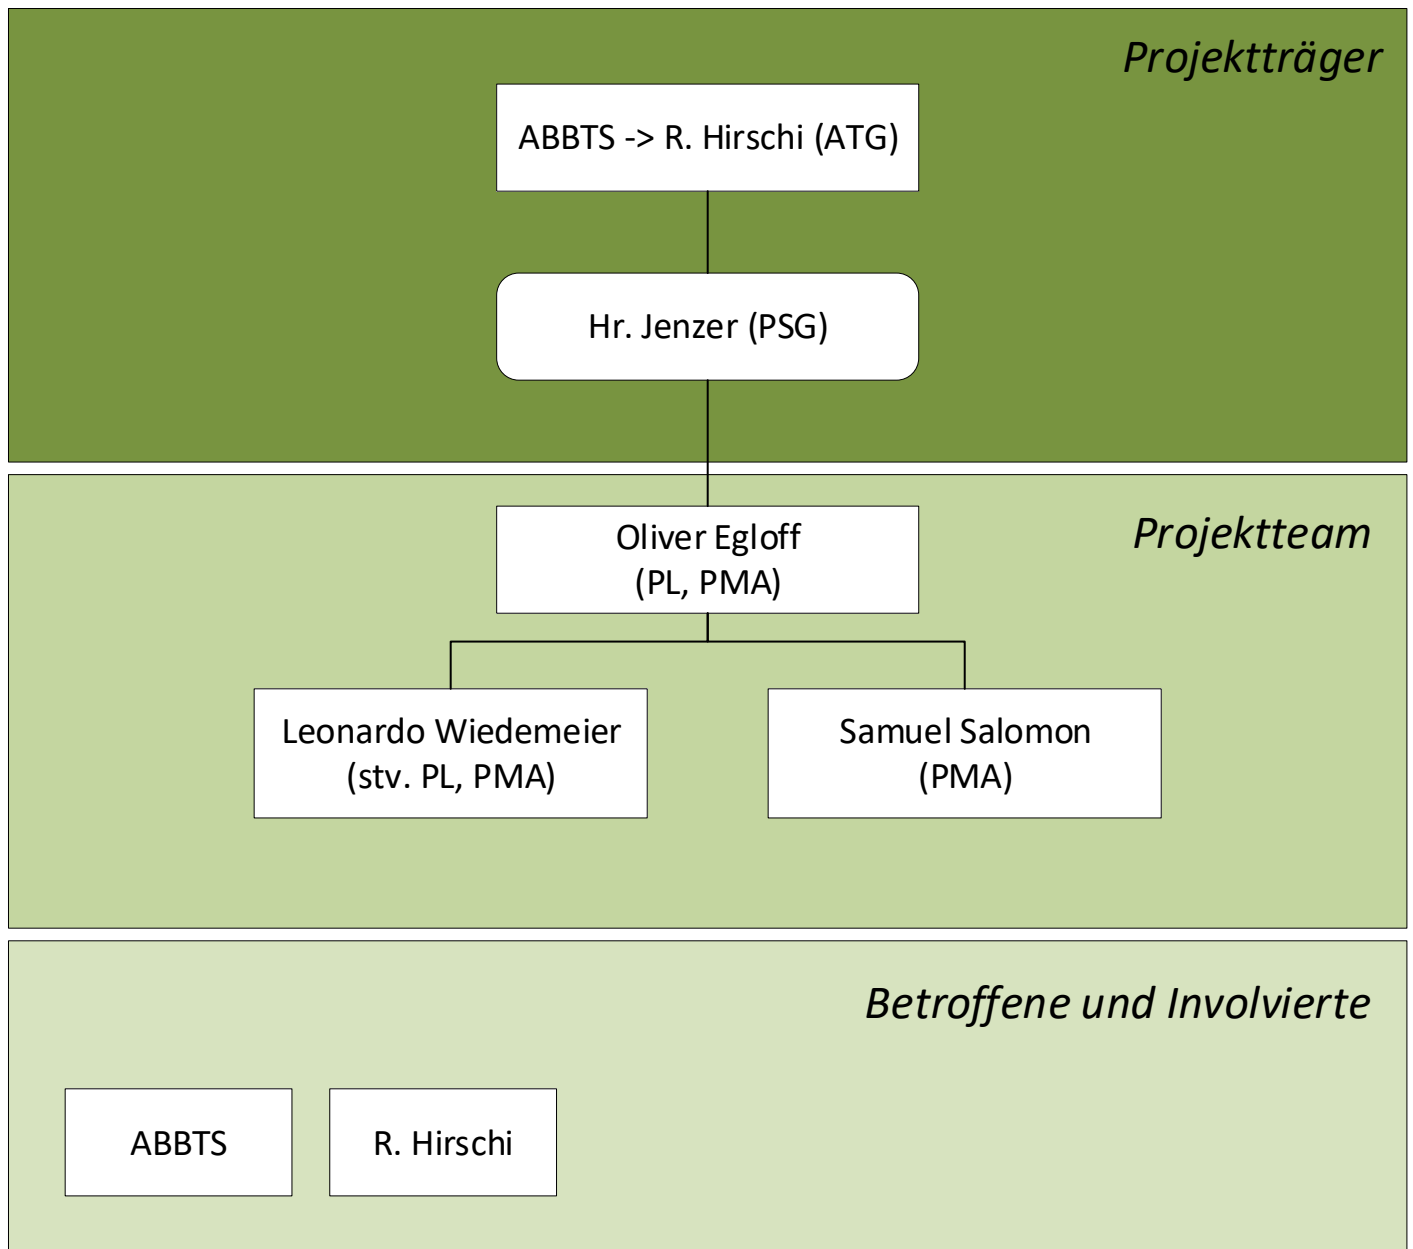 Projektträger
ABBTS -> R. Hirschi (ATG)
Hr. Jenzer (PSG)
Projektteam
Oliver Egloff
(PL, PMA)
Leonardo Wiedemeier
(stv. PL, PMA)
Samuel Salomon
(PMA)
Betroffene und Involvierte
ABBTS
R. Hirschi